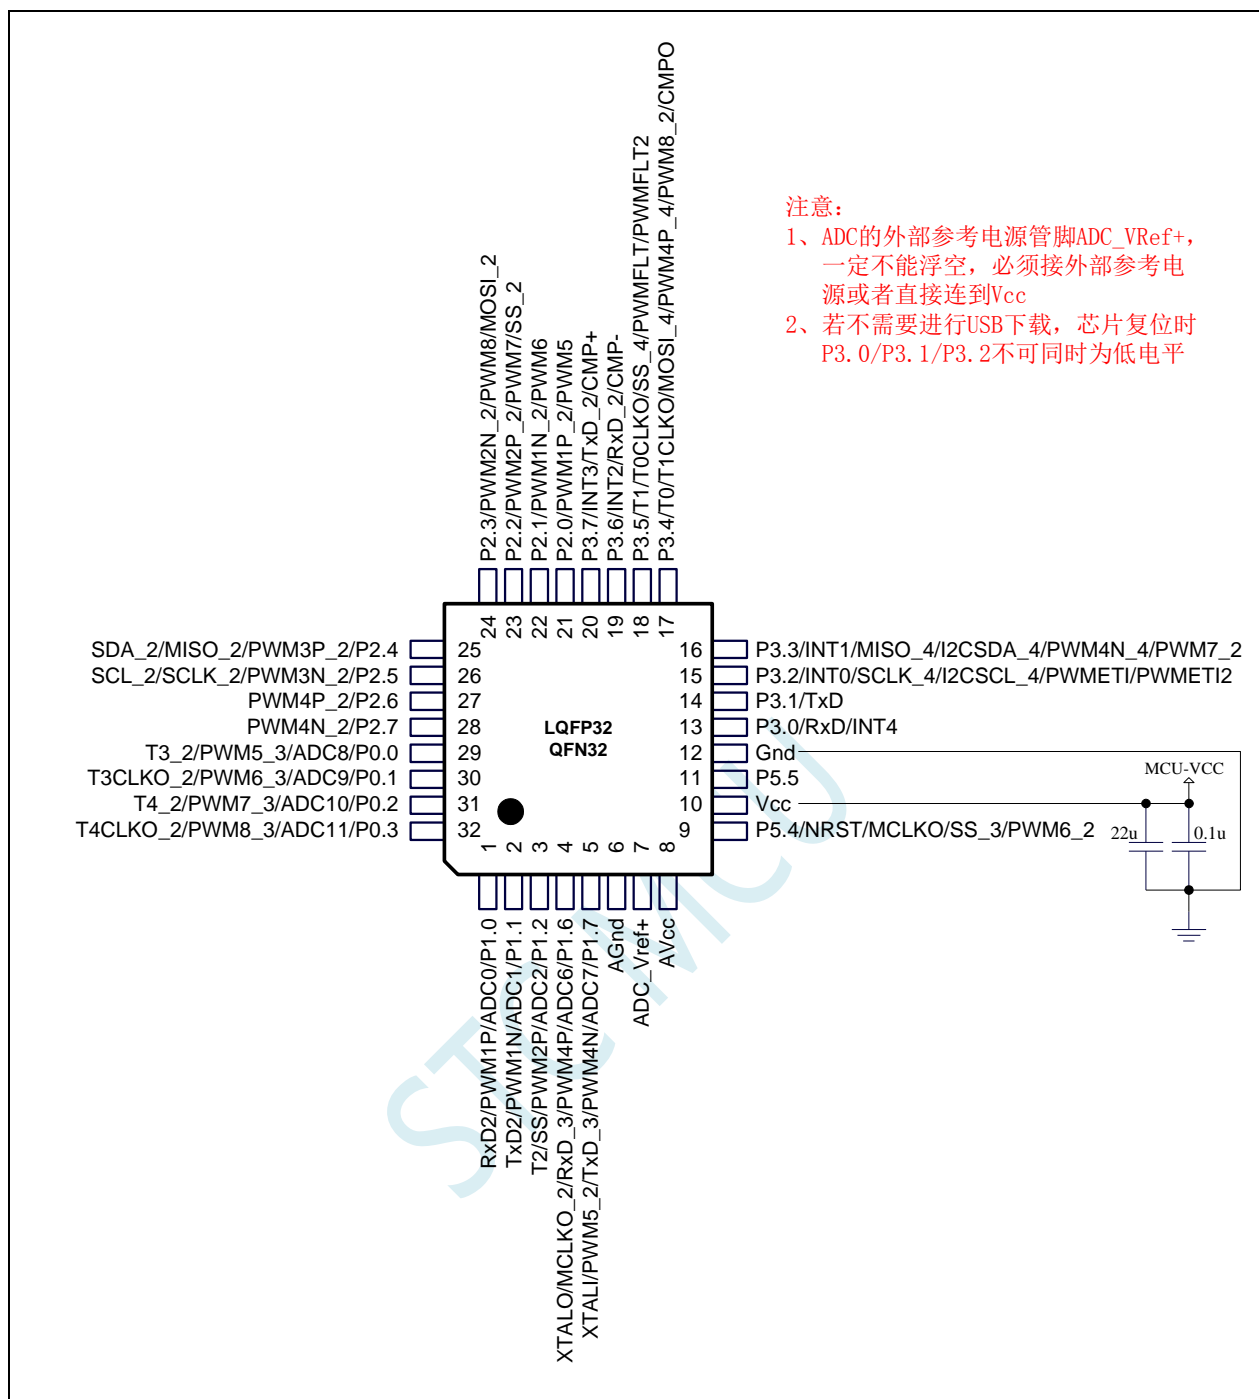 P2.3/PWM2N_2/PWM8/MOSI_2
P2.2/PWM2P_2/PWM7/SS_2
P2.1/PWM1N_2/PWM6
P2.0/PWM1P_2/PWM5
P3.7/INT3/TxD_2/CMP+
P3.6/INT2/RxD_2/CMP-
P3.5/T1/T0CLKO/SS_4/PWMFLT/PWMFLT2
P3.4/T0/T1CLKO/MOSI_4/PWM4P_4/PWM8_2/CMPO
注意：
1、ADC的外部参考电源管脚ADC_VRef+，
一定不能浮空，必须接外部参考电
源或者直接连到Vcc
2、若不需要进行USB下载，芯片复位时
P3.0/P3.1/P3.2不可同时为低电平
24 23 22 21 20 19 18 17
SDA_2/MISO_2/PWM3P_2/P2.4 25
SCL_2/SCLK_2/PWM3N_2/P2.5 26
PWM4P_2/P2.6 27
PWM4N_2/P2.7 28
T3_2/PWM5_3/ADC8/P0.0 29
T3CLKO_2/PWM6_3/ADC9/P0.1 30
T4_2/PWM7_3/ADC10/P0.2 31
T4CLKO_2/PWM8_3/ADC11/P0.3 32
LQFP32
QFN32
16 P3.3/INT1/MISO_4/I2CSDA_4/PWM4N_4/PWM7_2
15 P3.2/INT0/SCLK_4/I2CSCL_4/PWMETI/PWMETI2
14 P3.1/TxD
13 P3.0/RxD/INT4
12 Gnd
11 P5.5
10 Vcc
9 P5.4/NRST/MCLKO/SS_3/PWM6_2
MCU-VCC
22u
0.1u
1 2 3 4 5 6 7 8
RxD2/PWM1P/ADC0/P1.0
TxD2/PWM1N/ADC1/P1.1
T2/SS/PWM2P/ADC2/P1.2
XTALO/MCLKO_2/RxD_3/PWM4P/ADC6/P1.6
XTALI/PWM5_2/TxD_3/PWM4N/ADC7/P1.7
AGnd
ADC_Vref+
AVcc
STC MCU